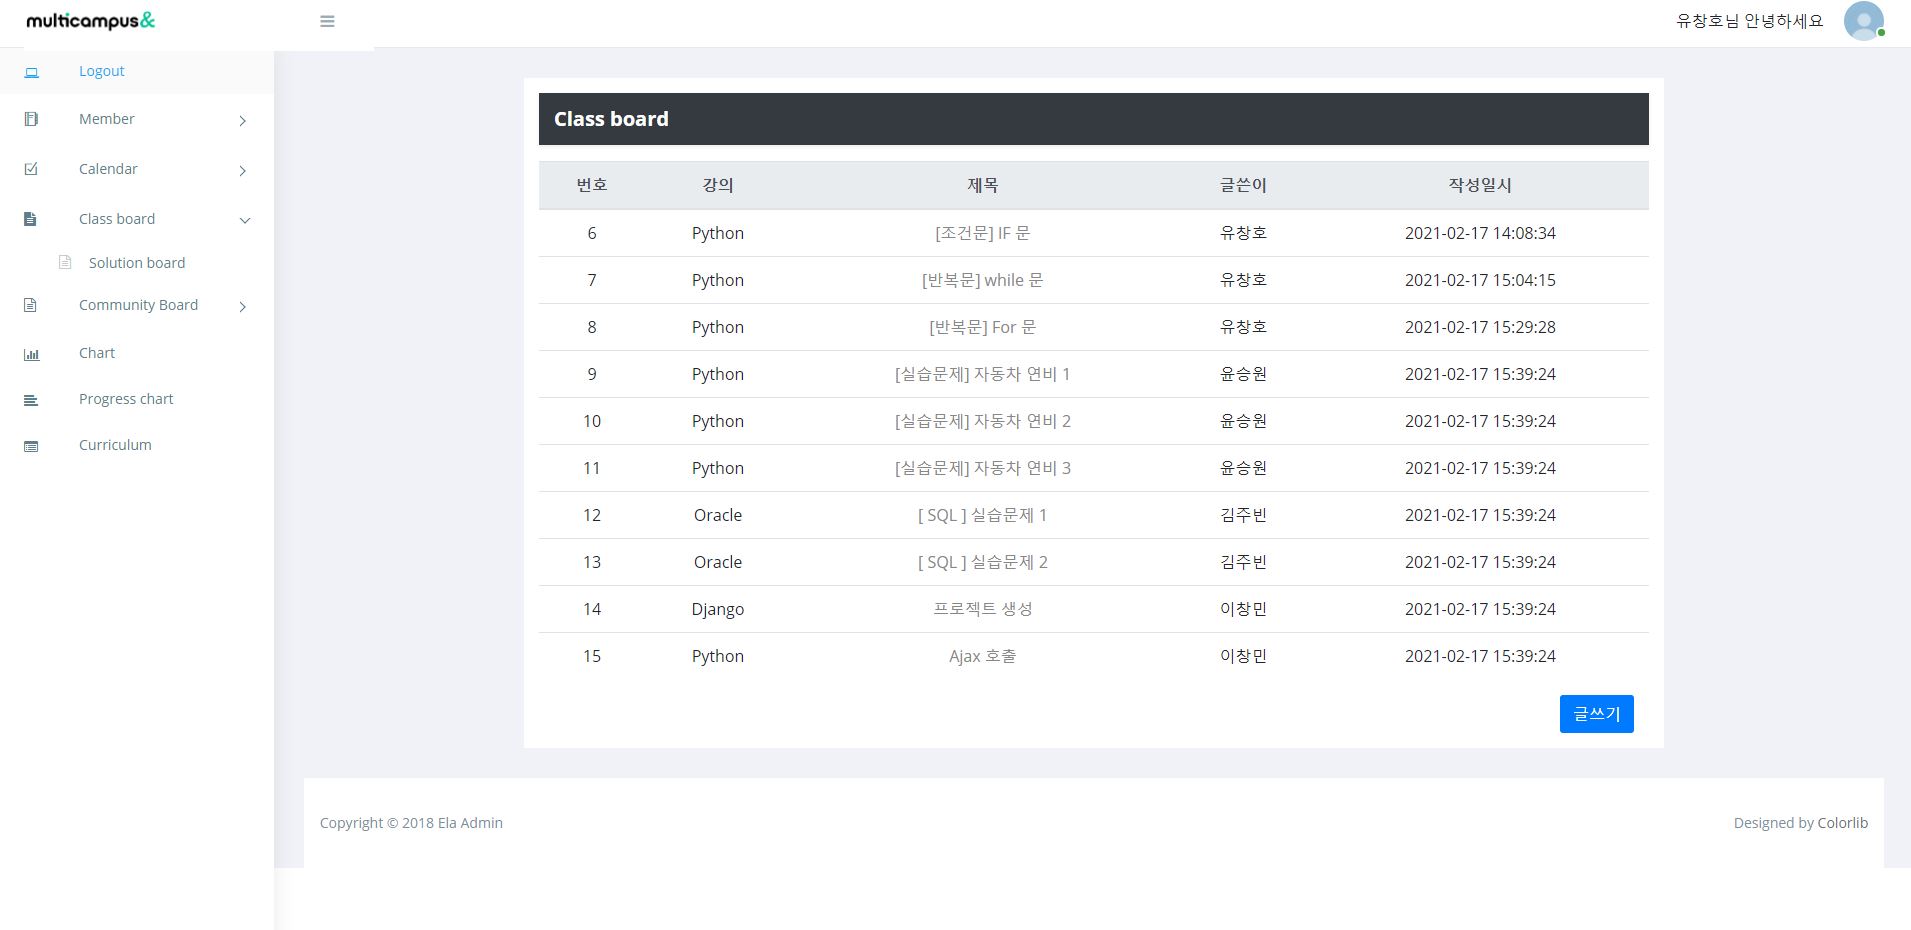 multicampus&
유창호님 안녕하세요
Logout
Member
Calendar
Class board
Solution board
Community Board
Chart
Progress chart
Curriculum
Class board
번호 강의 제목 글쓴이 작성일시
6 Python [조건문] IF 문 유창호 2021-02-17 14:08:34
7 Python [반복문] while 문 유창호 2021-02-17 15:04:15
8 Python [반복문] For 문 유창호 2021-02-17 15:29:28
9 Python [실습문제] 자동차 연비 1 윤승원 2021-02-17 15:39:24
10 Python [실습문제] 자동차 연비 2 윤승원 2021-02-17 15:39:24
11 Python [실습문제] 자동차 연비 3 윤승원 2021-02-17 15:39:24
12 Oracle [ SQL ] 실습문제 1 김주빈 2021-02-17 15:39:24
13 Oracle [ SQL ] 실습문제 2 김주빈 2021-02-17 15:39:24
14 Django 프로젝트 생성 이창민 2021-02-17 15:39:24
15 Python Ajax 호출 이창민 2021-02-17 15:39:24
글쓰기
Copyright © 2018 Ela Admin
Designed by Colorlib